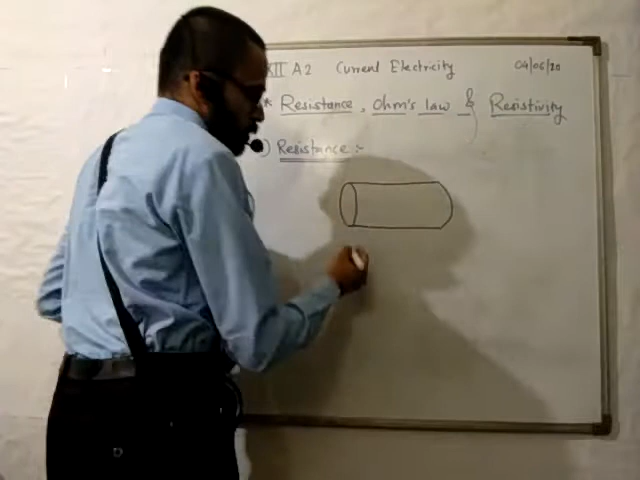 XII A2 Current Electricity 04/06/20
* Resistance, Ohm's law & Resistivity
) Resistance :-